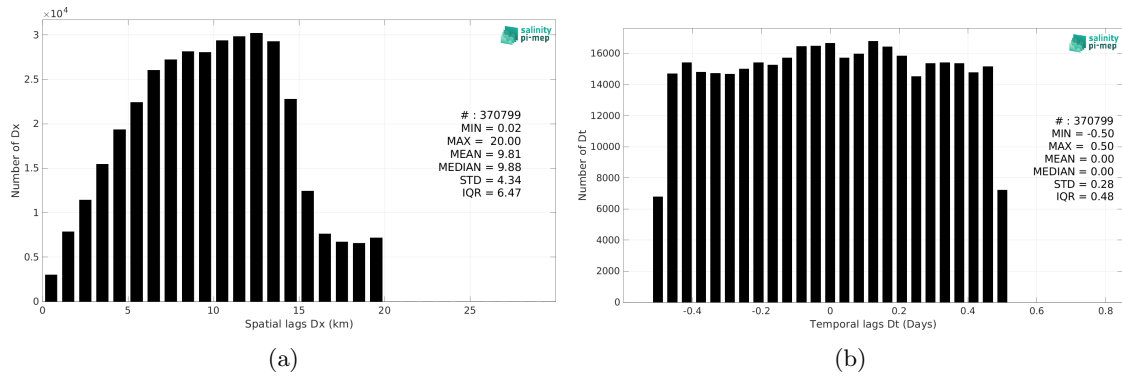 ×10⁴
3.5
2.5
1.5
0.5
0
0
5
10
15
20
25
Number of Dx
Spatial lags Dx (km)
salinity
pi-mep
# : 370799
MIN = 0.02
MAX = 20.00
MEAN = 9.81
MEDIAN = 9.88
STD = 4.34
IQR = 6.47
(a)
16000
14000
12000
10000
8000
6000
4000
2000
0
-0.4
-0.2
0
0.2
0.4
0.6
0.8
Number of Dt
Temporal lags Dt (Days)
salinity
pi-mep
# : 370799
MIN = -0.50
MAX = 0.50
MEAN = 0.00
MEDIAN = 0.00
STD = 0.28
IQR = 0.48
(b)